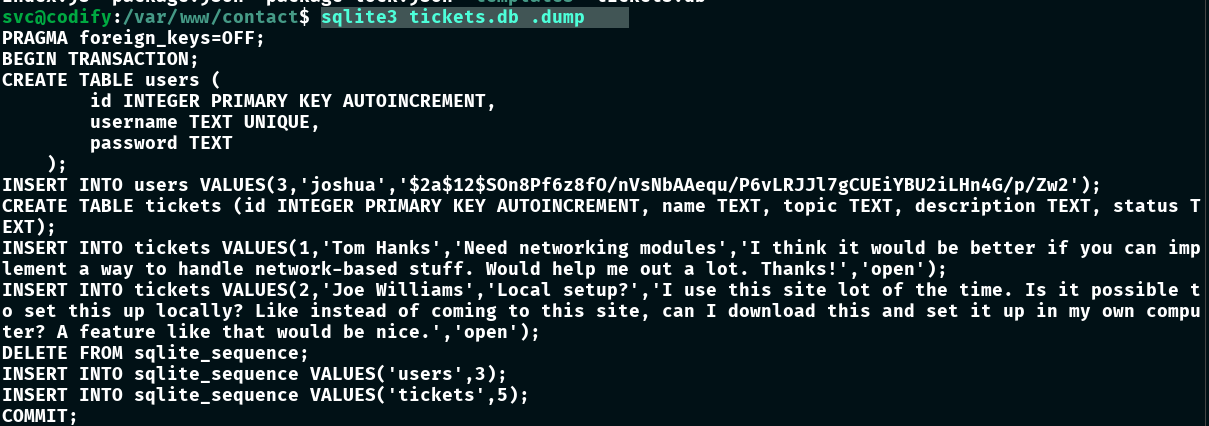 svc@codify:/var/www/contact$ sqlite3 tickets.db .dump
PRAGMA foreign_keys=OFF;
BEGIN TRANSACTION;
CREATE TABLE users (
        id INTEGER PRIMARY KEY AUTOINCREMENT,
        username TEXT UNIQUE,
        password TEXT
    );
INSERT INTO users VALUES(3,'joshua','$2a$12$SOn8Pf6z8fO/nVsNbAAequ/P6vLRJJl7gCUEiYBU2iLHn4G/p/Zw2');
CREATE TABLE tickets (id INTEGER PRIMARY KEY AUTOINCREMENT, name TEXT, topic TEXT, description TEXT, status T
EXT);
INSERT INTO tickets VALUES(1,'Tom Hanks','Need networking modules','I think it would be better if you can imp
lement a way to handle network-based stuff. Would help me out a lot. Thanks!','open');
INSERT INTO tickets VALUES(2,'Joe Williams','Local setup?','I use this site lot of the time. Is it possible t
o set this up locally? Like instead of coming to this site, can I download this and set it up in my own compu
ter? A feature like that would be nice.','open');
DELETE FROM sqlite_sequence;
INSERT INTO sqlite_sequence VALUES('users',3);
INSERT INTO sqlite_sequence VALUES('tickets',5);
COMMIT;